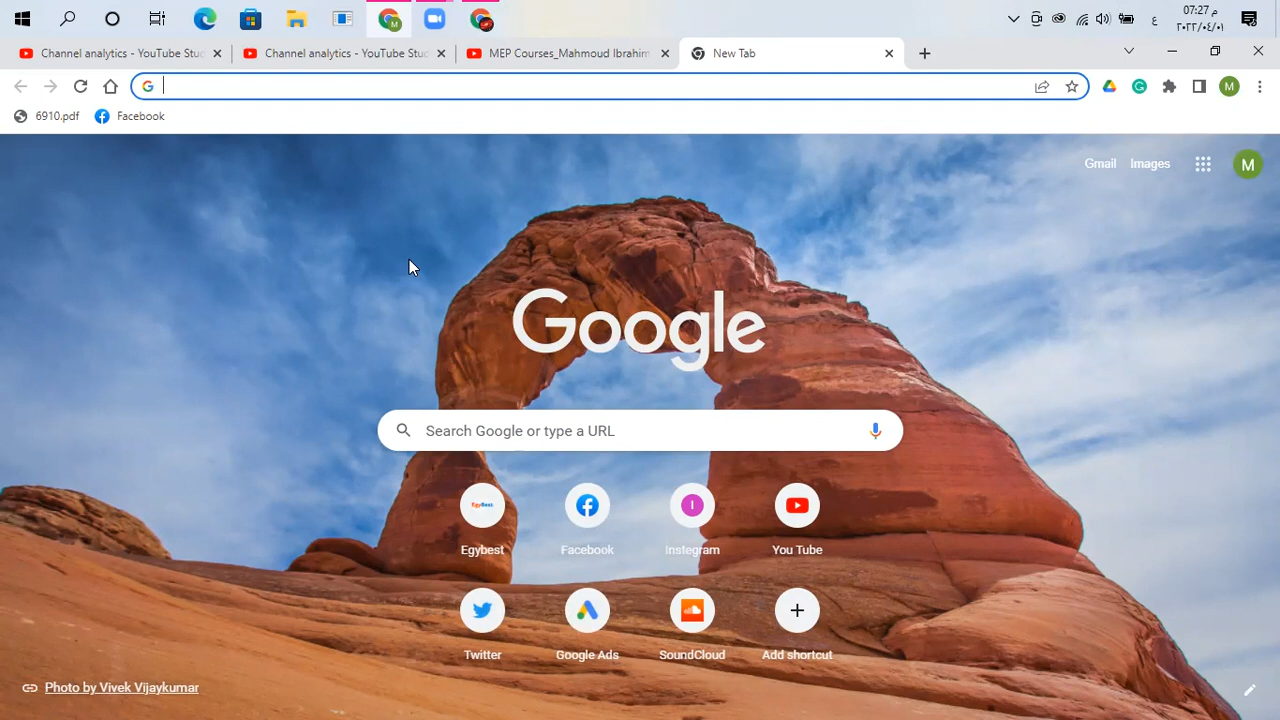 07:27 م
٢٠٢٢/٠٤/٠١
ع
Channel analytics - YouTube Stu
Channel analytics - YouTube Stu
MEP Courses_Mahmoud Ibrahim
New Tab
M
6910.pdf
Facebook
Gmail
Images
M
Google
Search Google or type a URL
EgyBest
I
Egybest
Facebook
Instegram
You Tube
Twitter
Google Ads
SoundCloud
Add shortcut
Photo by Vivek Vijaykumar